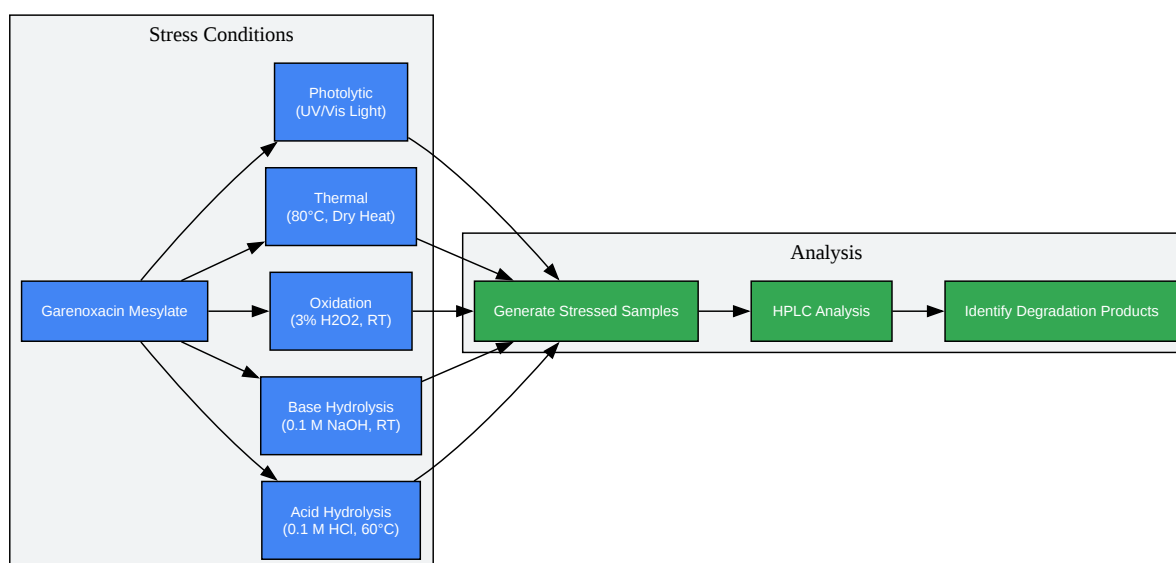 Stress Conditions
Photolytic
(UV/Vis Light)
Thermal
(80°C, Dry Heat)
Analysis
Garenoxacin Mesylate
Oxidation
(3% H2O2, RT)
Generate Stressed Samples
HPLC Analysis
Identify Degradation Products
Base Hydrolysis
(0.1 M NaOH, RT)
Acid Hydrolysis
(0.1 M HCl, 60°C)